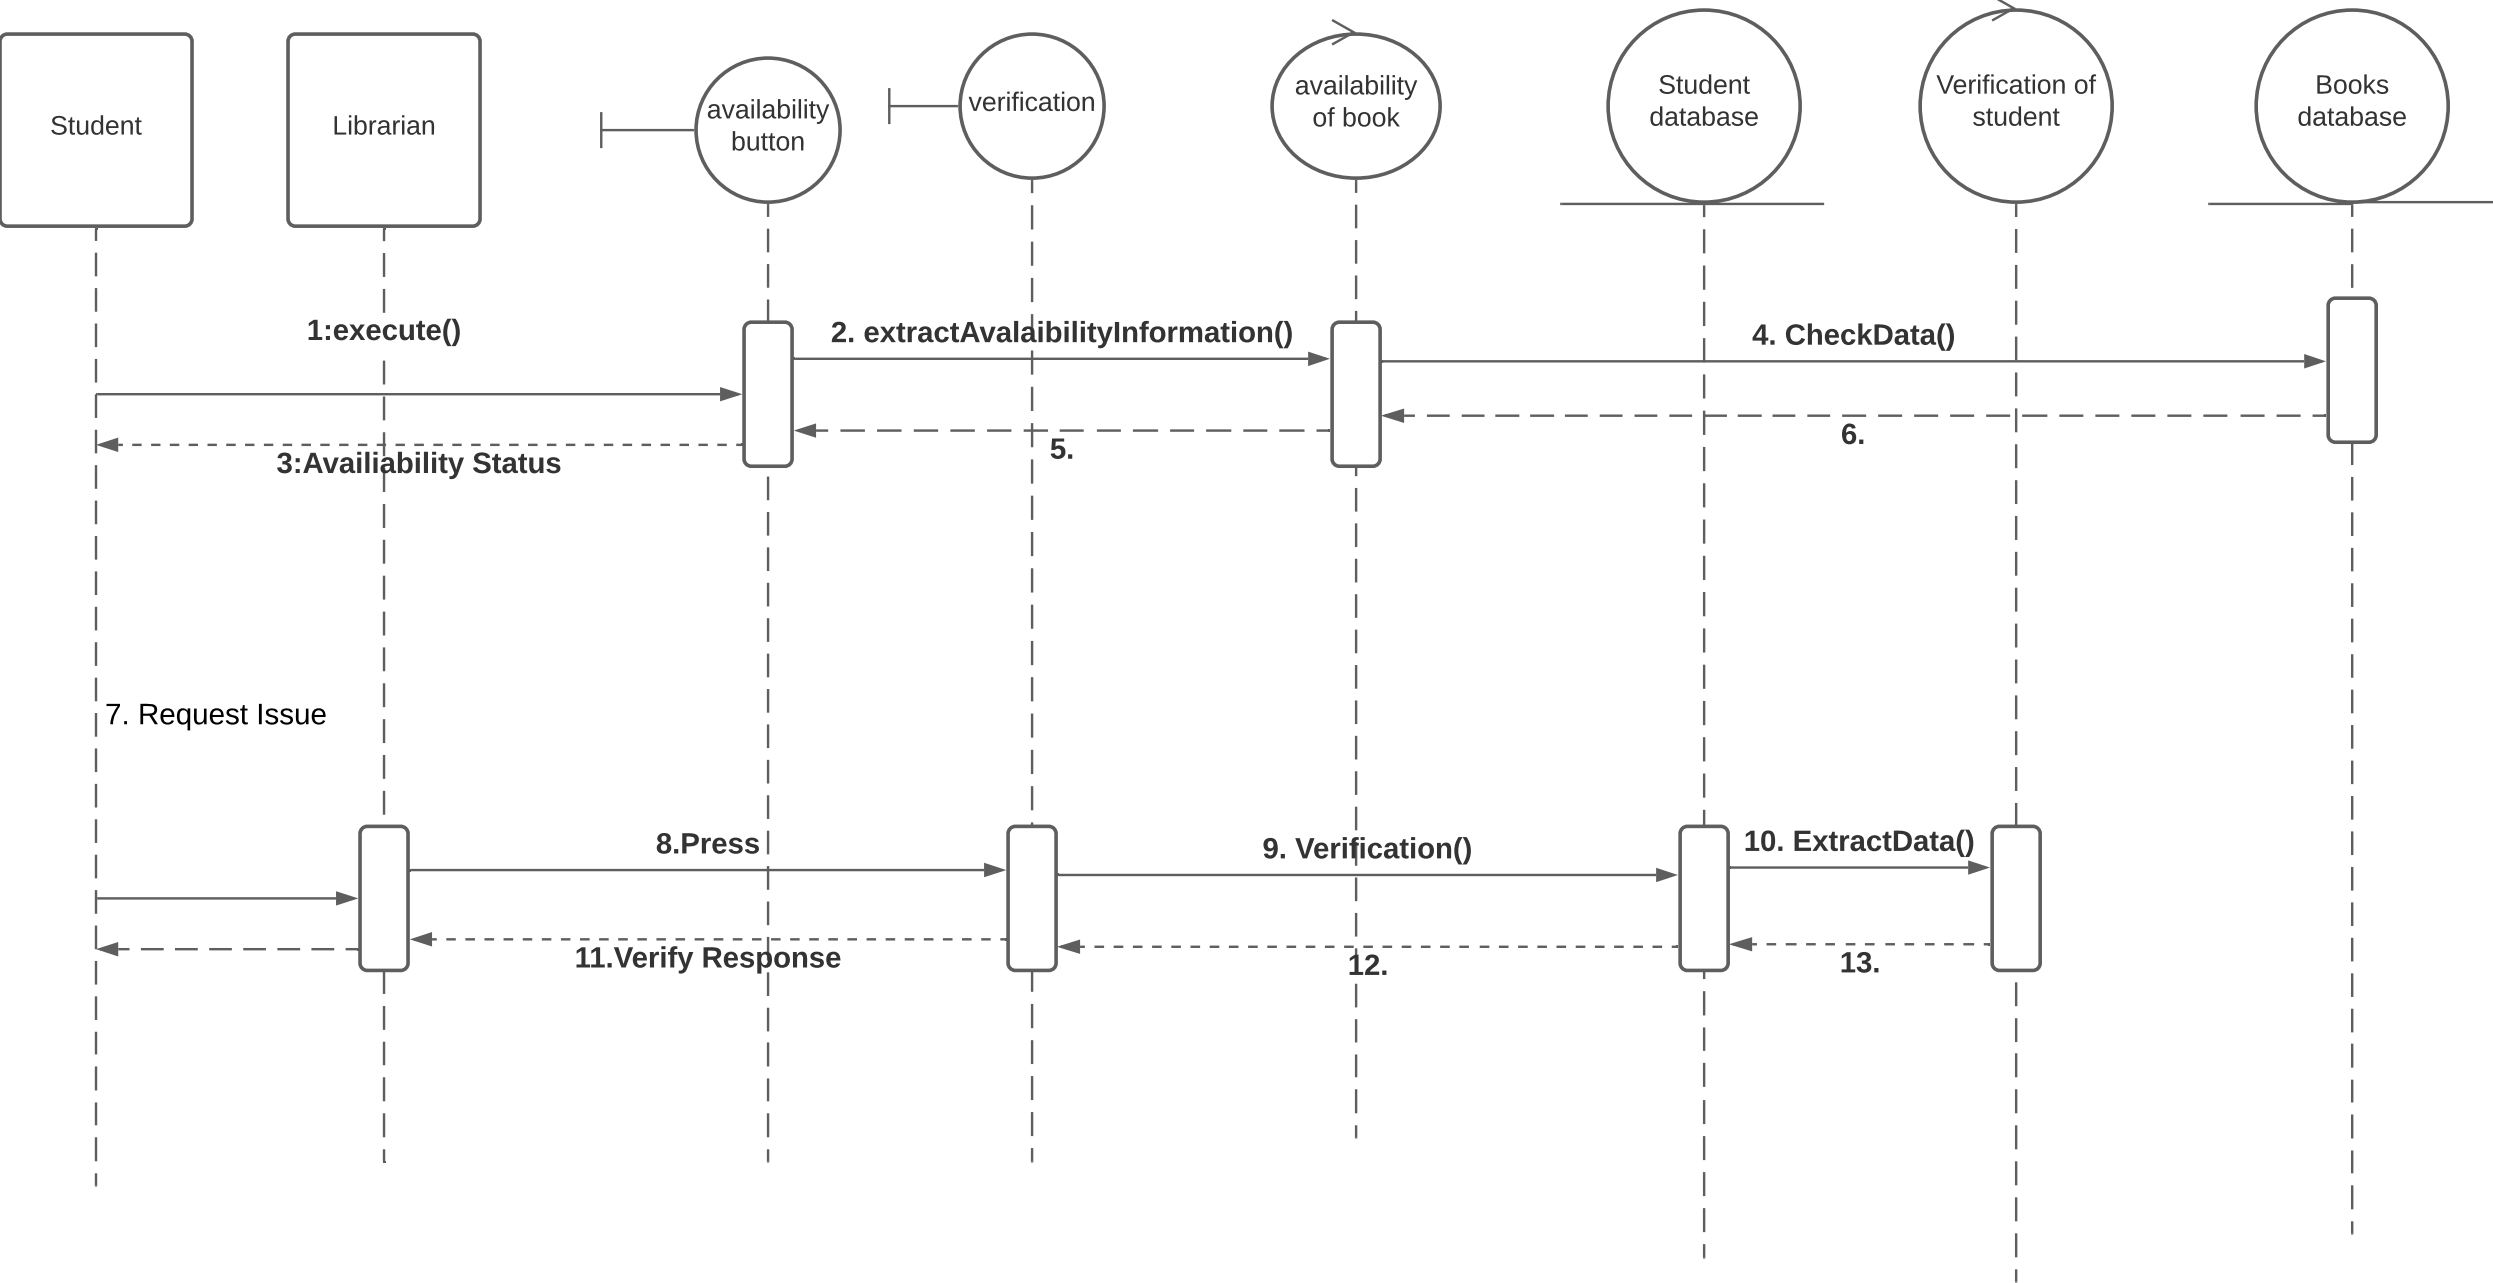 Student
Librarian
availability
button
verification
availability
of book
Student
database
Verification of
student
Books
database
1:execute()
2. extractAvalaibilityInformation()
4. CheckData()
3:Availaibility Status
5.
6.
7. Request Issue
8.Press
9. Verification()
10. ExtractData()
11.Verify Response
12.
13.